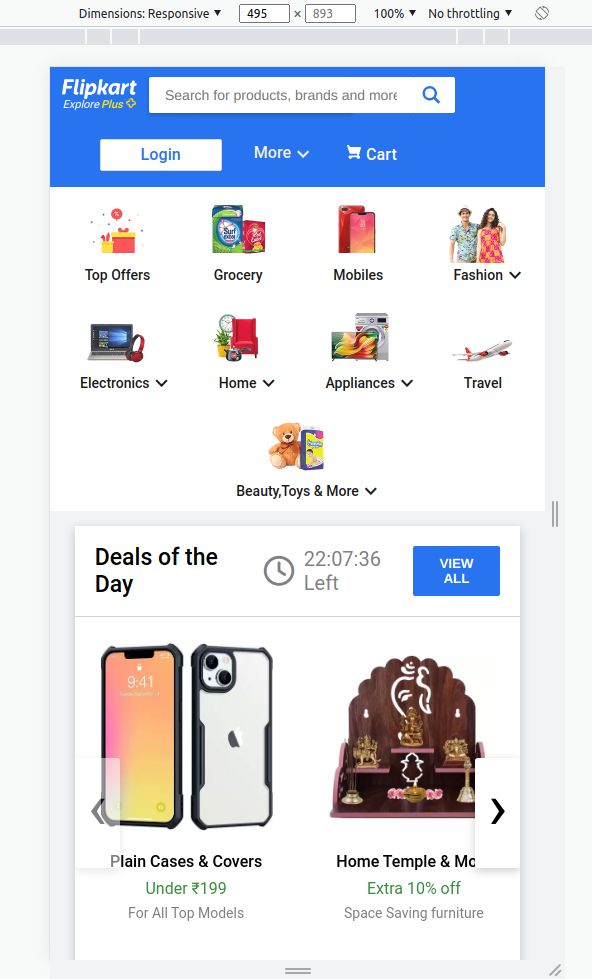 Dimensions: Responsive ▼ 495 × 893 100% ▼ No throttling ▼
Flipkart
Explore Plus
Search for products, brands and more
Login More Cart
Top Offers Grocery Mobiles Fashion
Electronics Home Appliances Travel
Beauty,Toys & More
Deals of the Day
22:07:36 Left
VIEW ALL
9:41
Plain Cases & Covers Home Temple & Mo
Under ₹199 Extra 10% off
For All Top Models Space Saving furniture